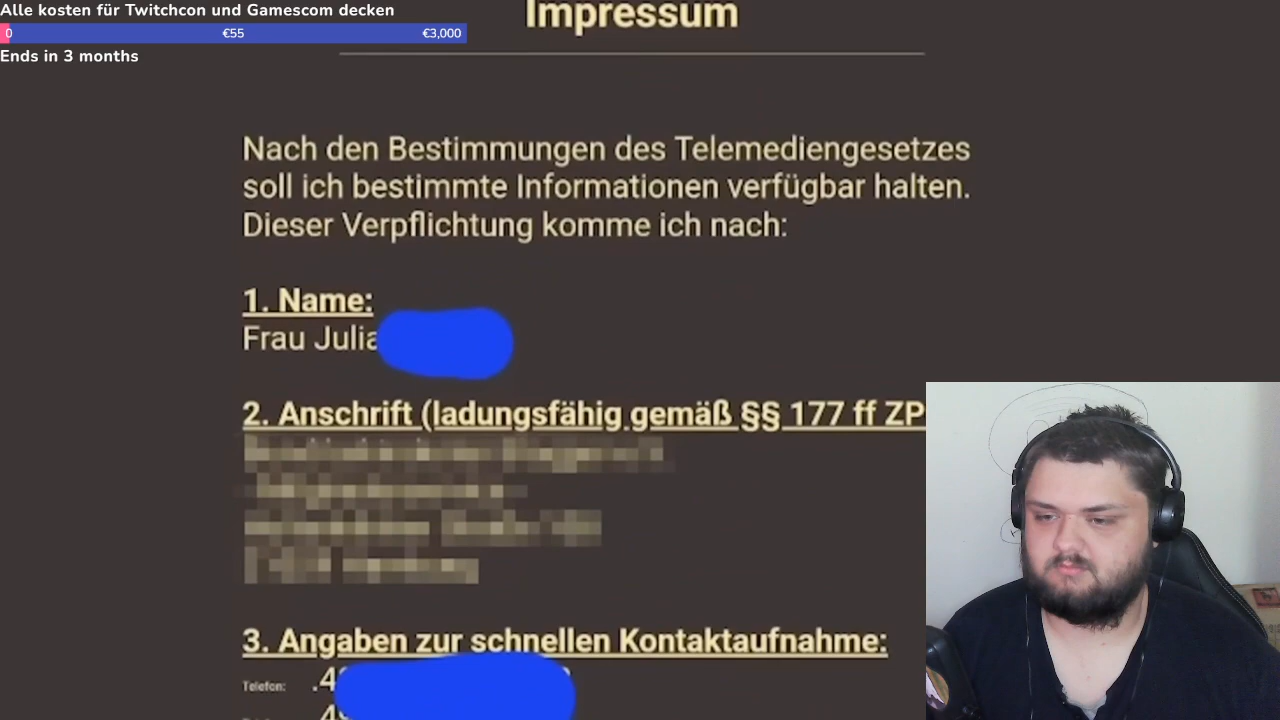 Alle kosten für Twitchcon und Gamescom decken
0 €55 €3,000
Ends in 3 months
Impressum
Nach den Bestimmungen des Telemediengesetzes
soll ich bestimmte Informationen verfügbar halten.
Dieser Verpflichtung komme ich nach:
1. Name:
Frau Julia
2. Anschrift (ladungsfähig gemäß §§ 177 ff ZP
3. Angaben zur schnellen Kontaktaufnahme:
Telefon: